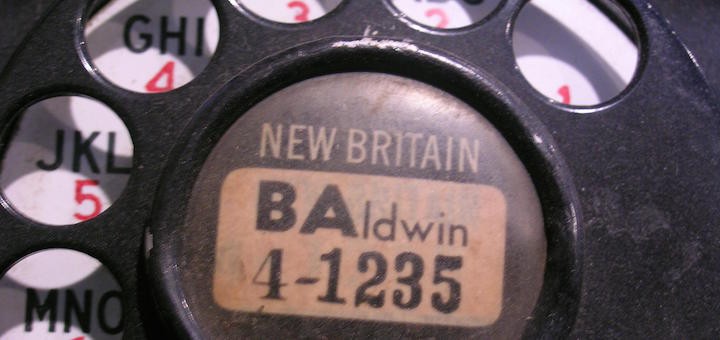 GHI
4
3
2
1
JKL
5
MNO
NEW BRITAIN
BAldwin
4-1235